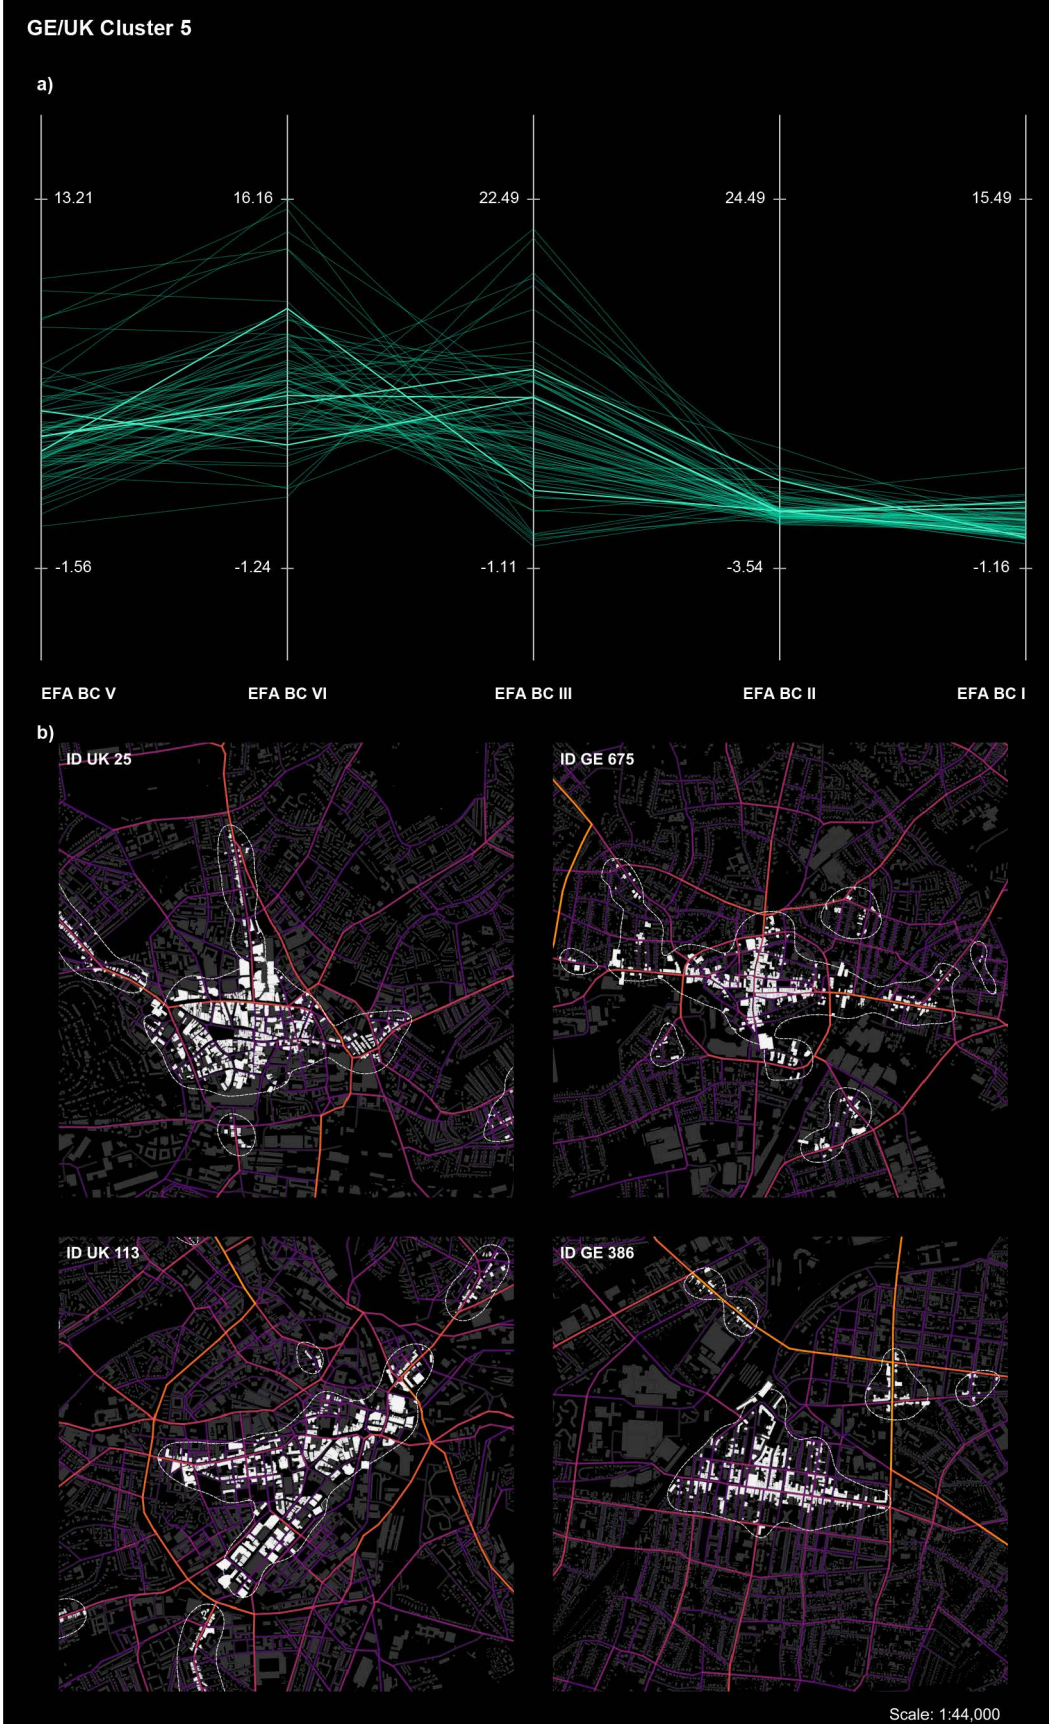 GE/UK Cluster 5
a)
13.21 16.16 22.49 24.49 15.49
-1.56 -1.24 -1.11 -3.54 -1.16
EFA BC V EFA BC VI EFA BC III EFA BC II EFA BC I
b)
ID UK 25 ID GE 675
ID UK 113 ID GE 386
Scale: 1:44,000